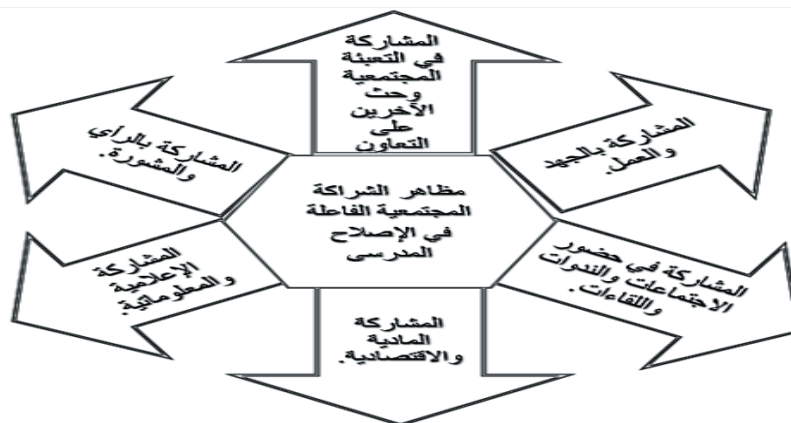 المشاركة
في التعبئة
المجتمعية
وحث
الآخرين
على
التعاون
المشاركة بالجهد
والعمل.
المشاركة في حضور
الاجتماعات والندوات
واللقاءات.
المشاركة
المادية
والاقتصادية.
المشاركة
الإعلامية
والمعلوماتية.
المشاركة بالرأي
والمشورة.
مظاهر الشراكة
المجتمعية الفاعلة
في الإصلاح
المدرسى